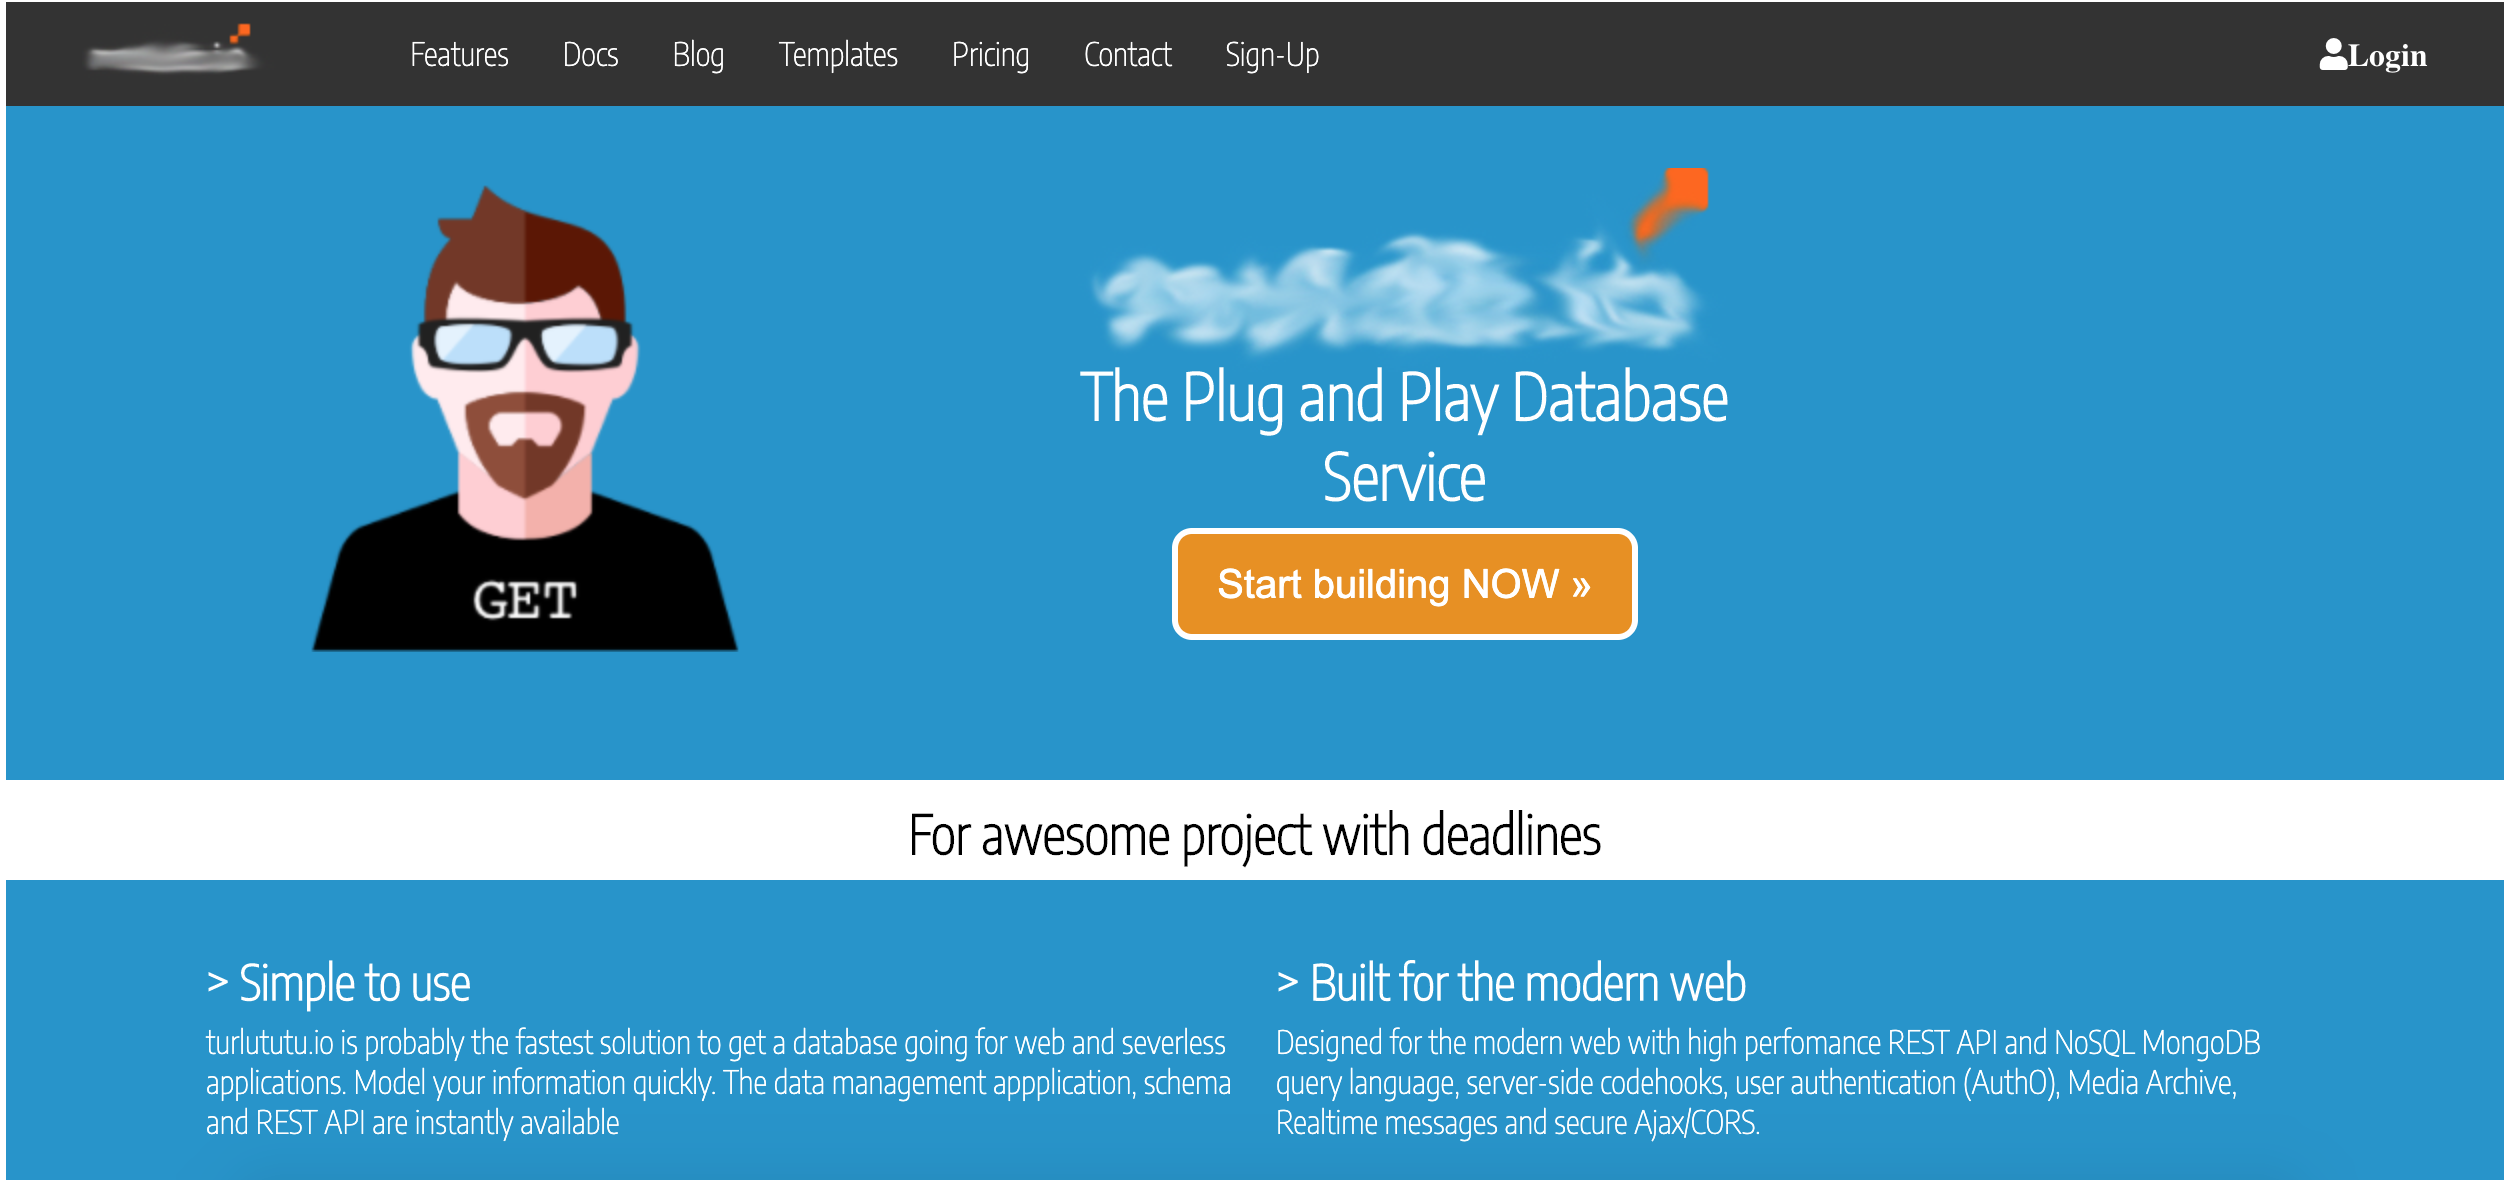 Features Docs Blog Templates Pricing Contact Sign-Up Login
The Plug and Play Database
Service
Start building NOW »
GET
For awesome project with deadlines
> Simple to use
turlututu.io is probably the fastest solution to get a database going for web and severless
applications. Model your information quickly. The data management appplication, schema
and REST API are instantly available
> Built for the modern web
Designed for the modern web with high perfomance REST API and NoSQL MongoDB
query language, server-side codehooks, user authentication (AuthO), Media Archive,
Realtime messages and secure Ajax/CORS.